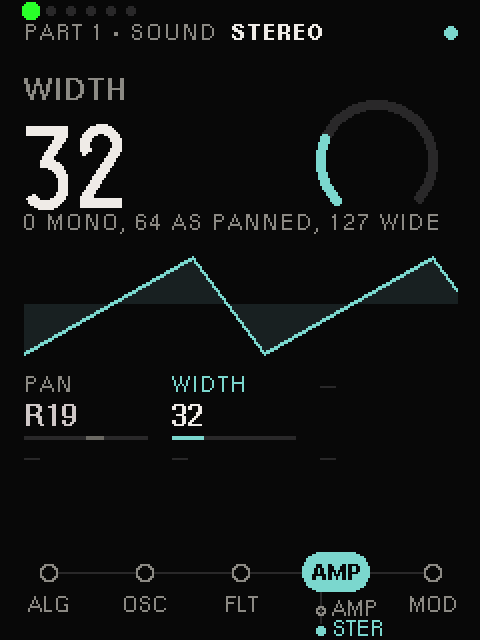 PART 1 · SOUND STEREO
WIDTH
32
0 MONO, 64 AS PANNED, 127 WIDE
PAN WIDTH —
R19 32
— — —
AMP
ALG OSC FLT AMP MOD
STER